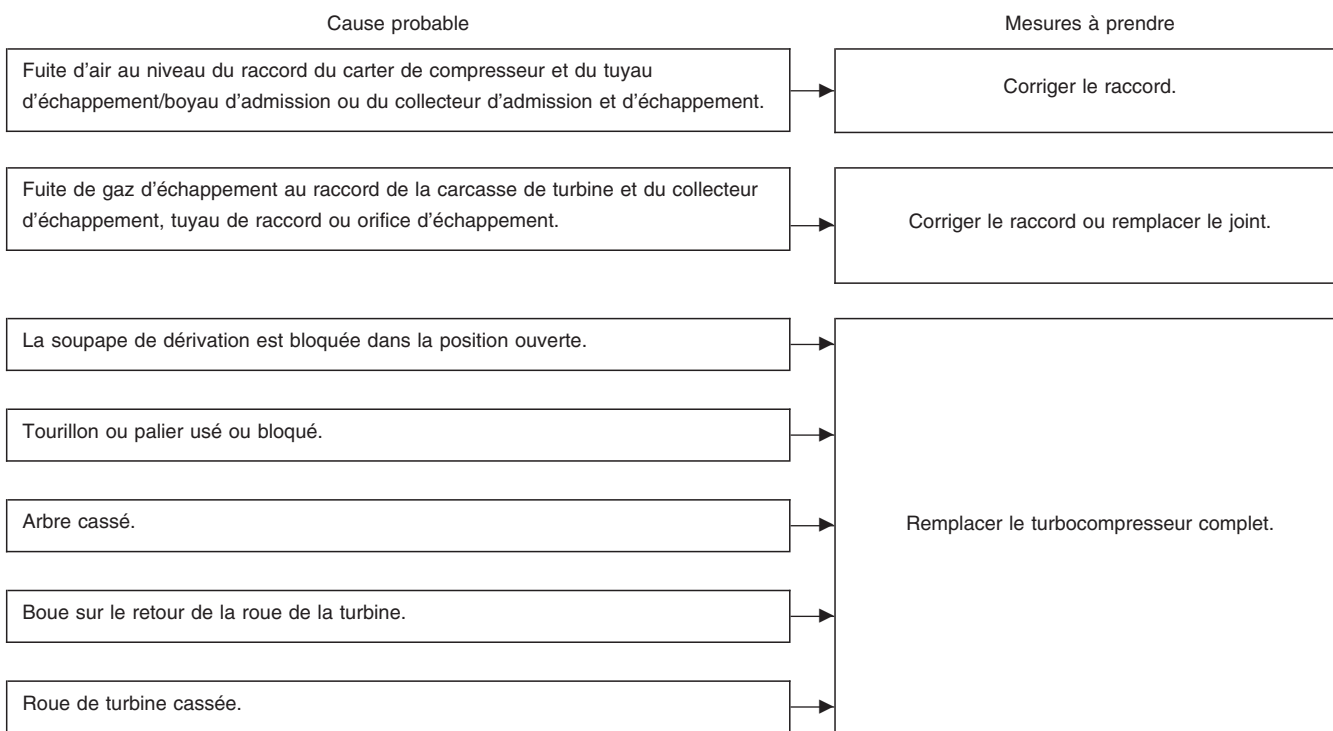 Cause probable
Mesures à prendre
Fuite d'air au niveau du raccord du carter de compresseur et du tuyau
d'échappement/boyau d'admission ou du collecteur d'admission et d'échappement.
Corriger le raccord.
Fuite de gaz d'échappement au raccord de la carcasse de turbine et du collecteur
d'échappement, tuyau de raccord ou orifice d'échappement.
Corriger le raccord ou remplacer le joint.
La soupape de dérivation est bloquée dans la position ouverte.
Tourillon ou palier usé ou bloqué.
Arbre cassé.
Remplacer le turbocompresseur complet.
Boue sur le retour de la roue de la turbine.
Roue de turbine cassée.